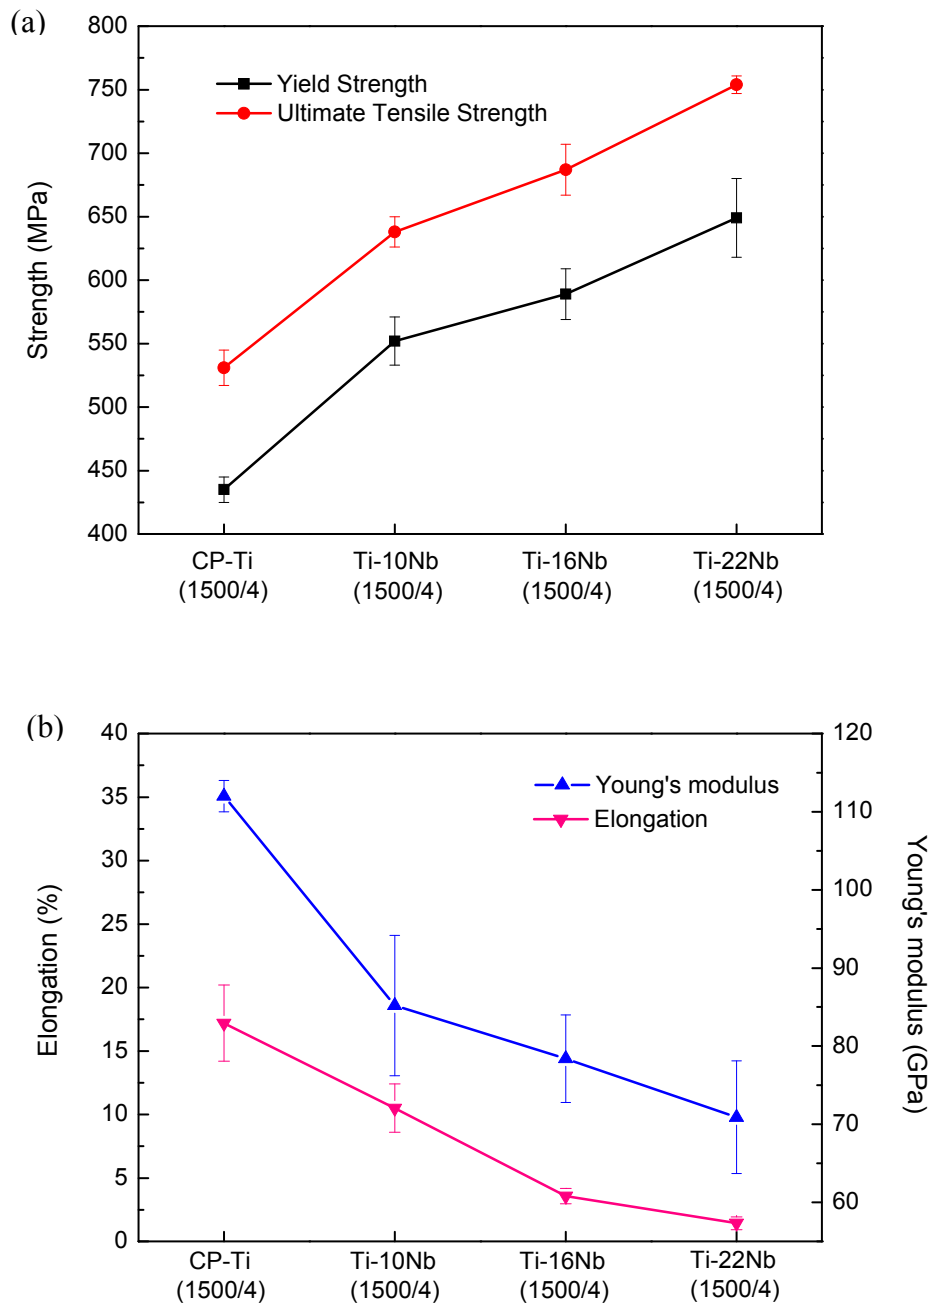 (a)
800
750
700
650
600
550
500
450
400
Strength (MPa)
Yield Strength
Ultimate Tensile Strength
CP-Ti Ti-10Nb Ti-16Nb Ti-22Nb
(1500/4) (1500/4) (1500/4) (1500/4)
(b)
40
35
30
25
20
15
10
5
0
Elongation (%)
Young's modulus
Elongation
120
110
100
90
80
70
60
Young's modulus (GPa)
CP-Ti Ti-10Nb Ti-16Nb Ti-22Nb
(1500/4) (1500/4) (1500/4) (1500/4)